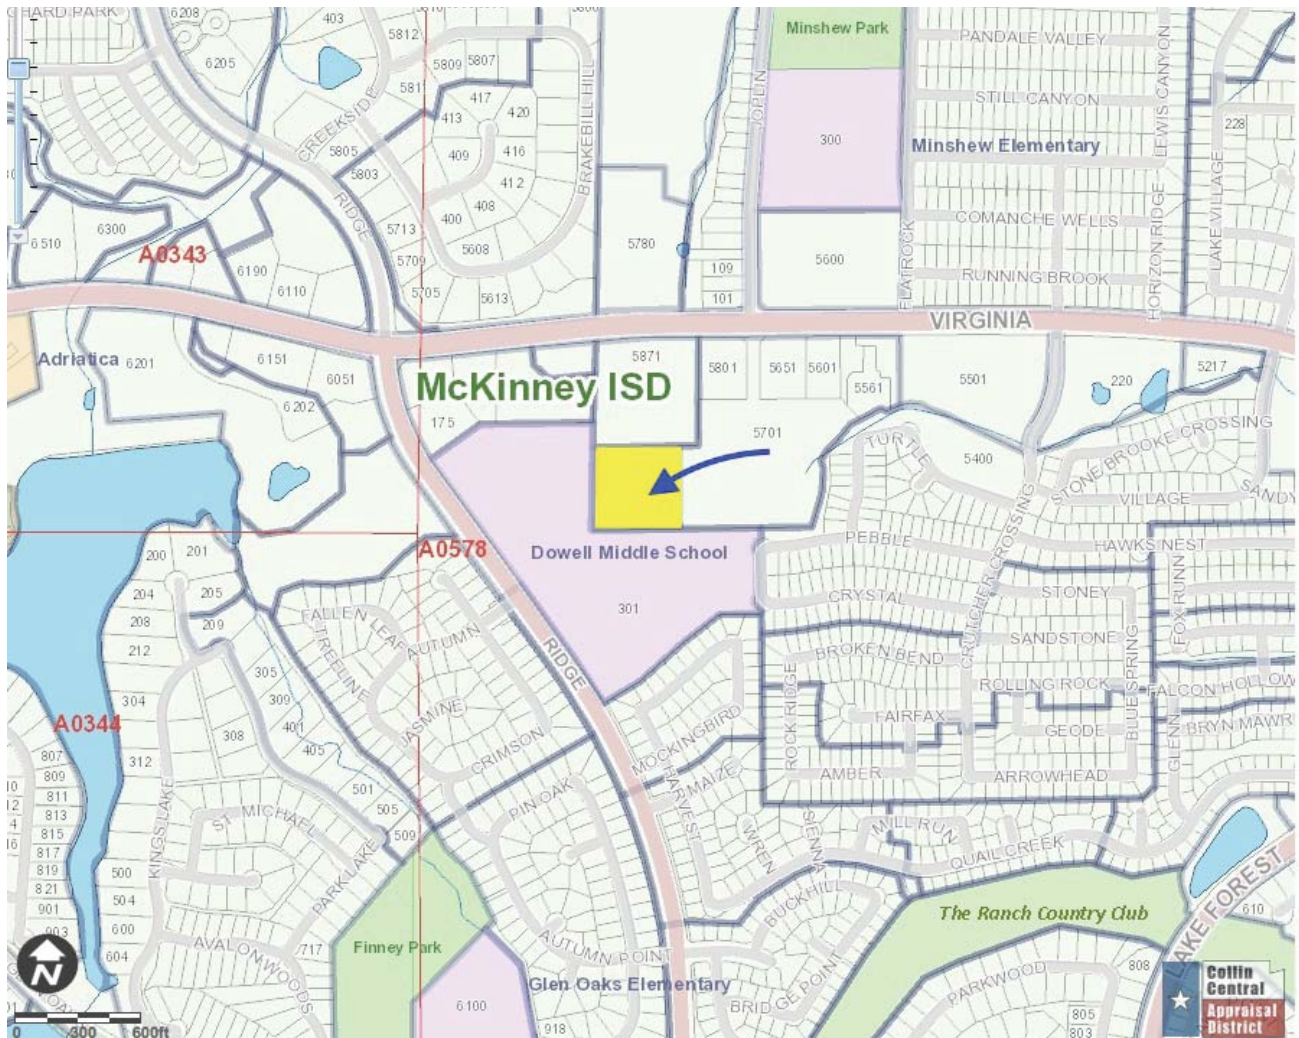 HARD PARK
6208
403
5812
6205
5809
5807
Minshew Park
PANDALE VALLEY
LEWIS CANYON
417
420
413
STILL CANYON
JOPLIN
BRAKEBILL HILL
228
CREEKSIDE
5805
409
416
300
Minshew Elementary
5803
412
400
408
RIDGE
COMANCHE WELLS
LAKE VILLAGE
HORIZON RIDGE
6510
6300
5713
5780
A0343
5709
5608
5600
FLATROCK
6190
109
RUNNING BROOK
6110
5705
5613
101
VIRGINIA
Adriatica
6201
6151
5871
5801
5651
5601
5217
6051
McKinney ISD
5561
5501
220
6202
175
5701
TURTLE
5400
STONE BROOKE CROSSING
VILLAGE
SANDY
CRUTCHER CROSSING
A0578
Dowell Middle School
PEBBLE
HAWKS NEST
200
201
204
205
301
CRYSTAL
STONEY
FOX RUNN
208
209
FALLEN LEAF
AUTUMN
SANDSTONE
212
TREELINE
RIDGE
BROKEN BEND
BLUE SPRING
305
ROLLING ROCK
FALCON HOLLOW
304
309
ROCK RIDGE
A0344
401
JASMINE
MOCKINGBIRD
FAIRFAX
BRYN MAWR
308
405
GEODE
GLENN
807
312
CRIMSON
809
HARVEST
MAIZE
AMBER
ARROWHEAD
811
501
PIN OAK
813
505
ST MICHAEL
815
509
WREN
SIENNA
MILL RUN
817
KINGS LAKE
QUAIL CREEK
819
500
PARK LAKE
821
504
BUCKHILL
LAKE FOREST
901
The Ranch Country Club
610
903
600
AVALON WOODS
717
Finney Park
AUTUMN POINT
604
808
N
Glen Oaks Elementary
PARKWOOD
BRIDGE POINT
6100
918
805
803
0 300 600ft
Collin
Central
Appraisal
District